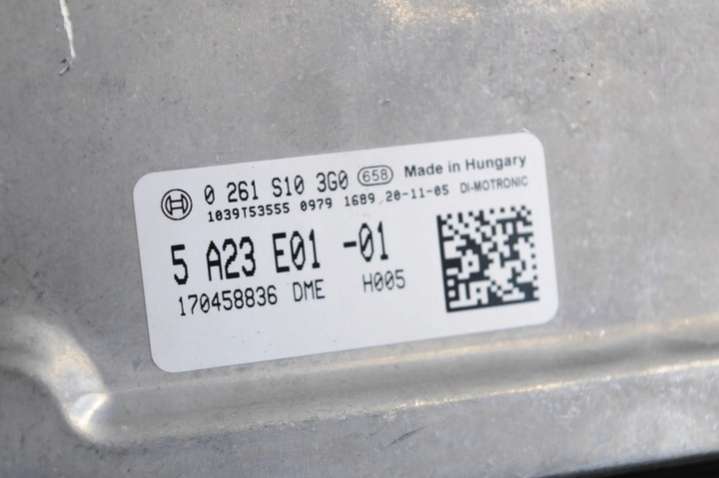 0 261 S10 3G0 658 Made in Hungary
1039T53555 0979 1689 20-11-05 DI-MOTRONIC
5 A23 E01 -01
170458836 DME H005